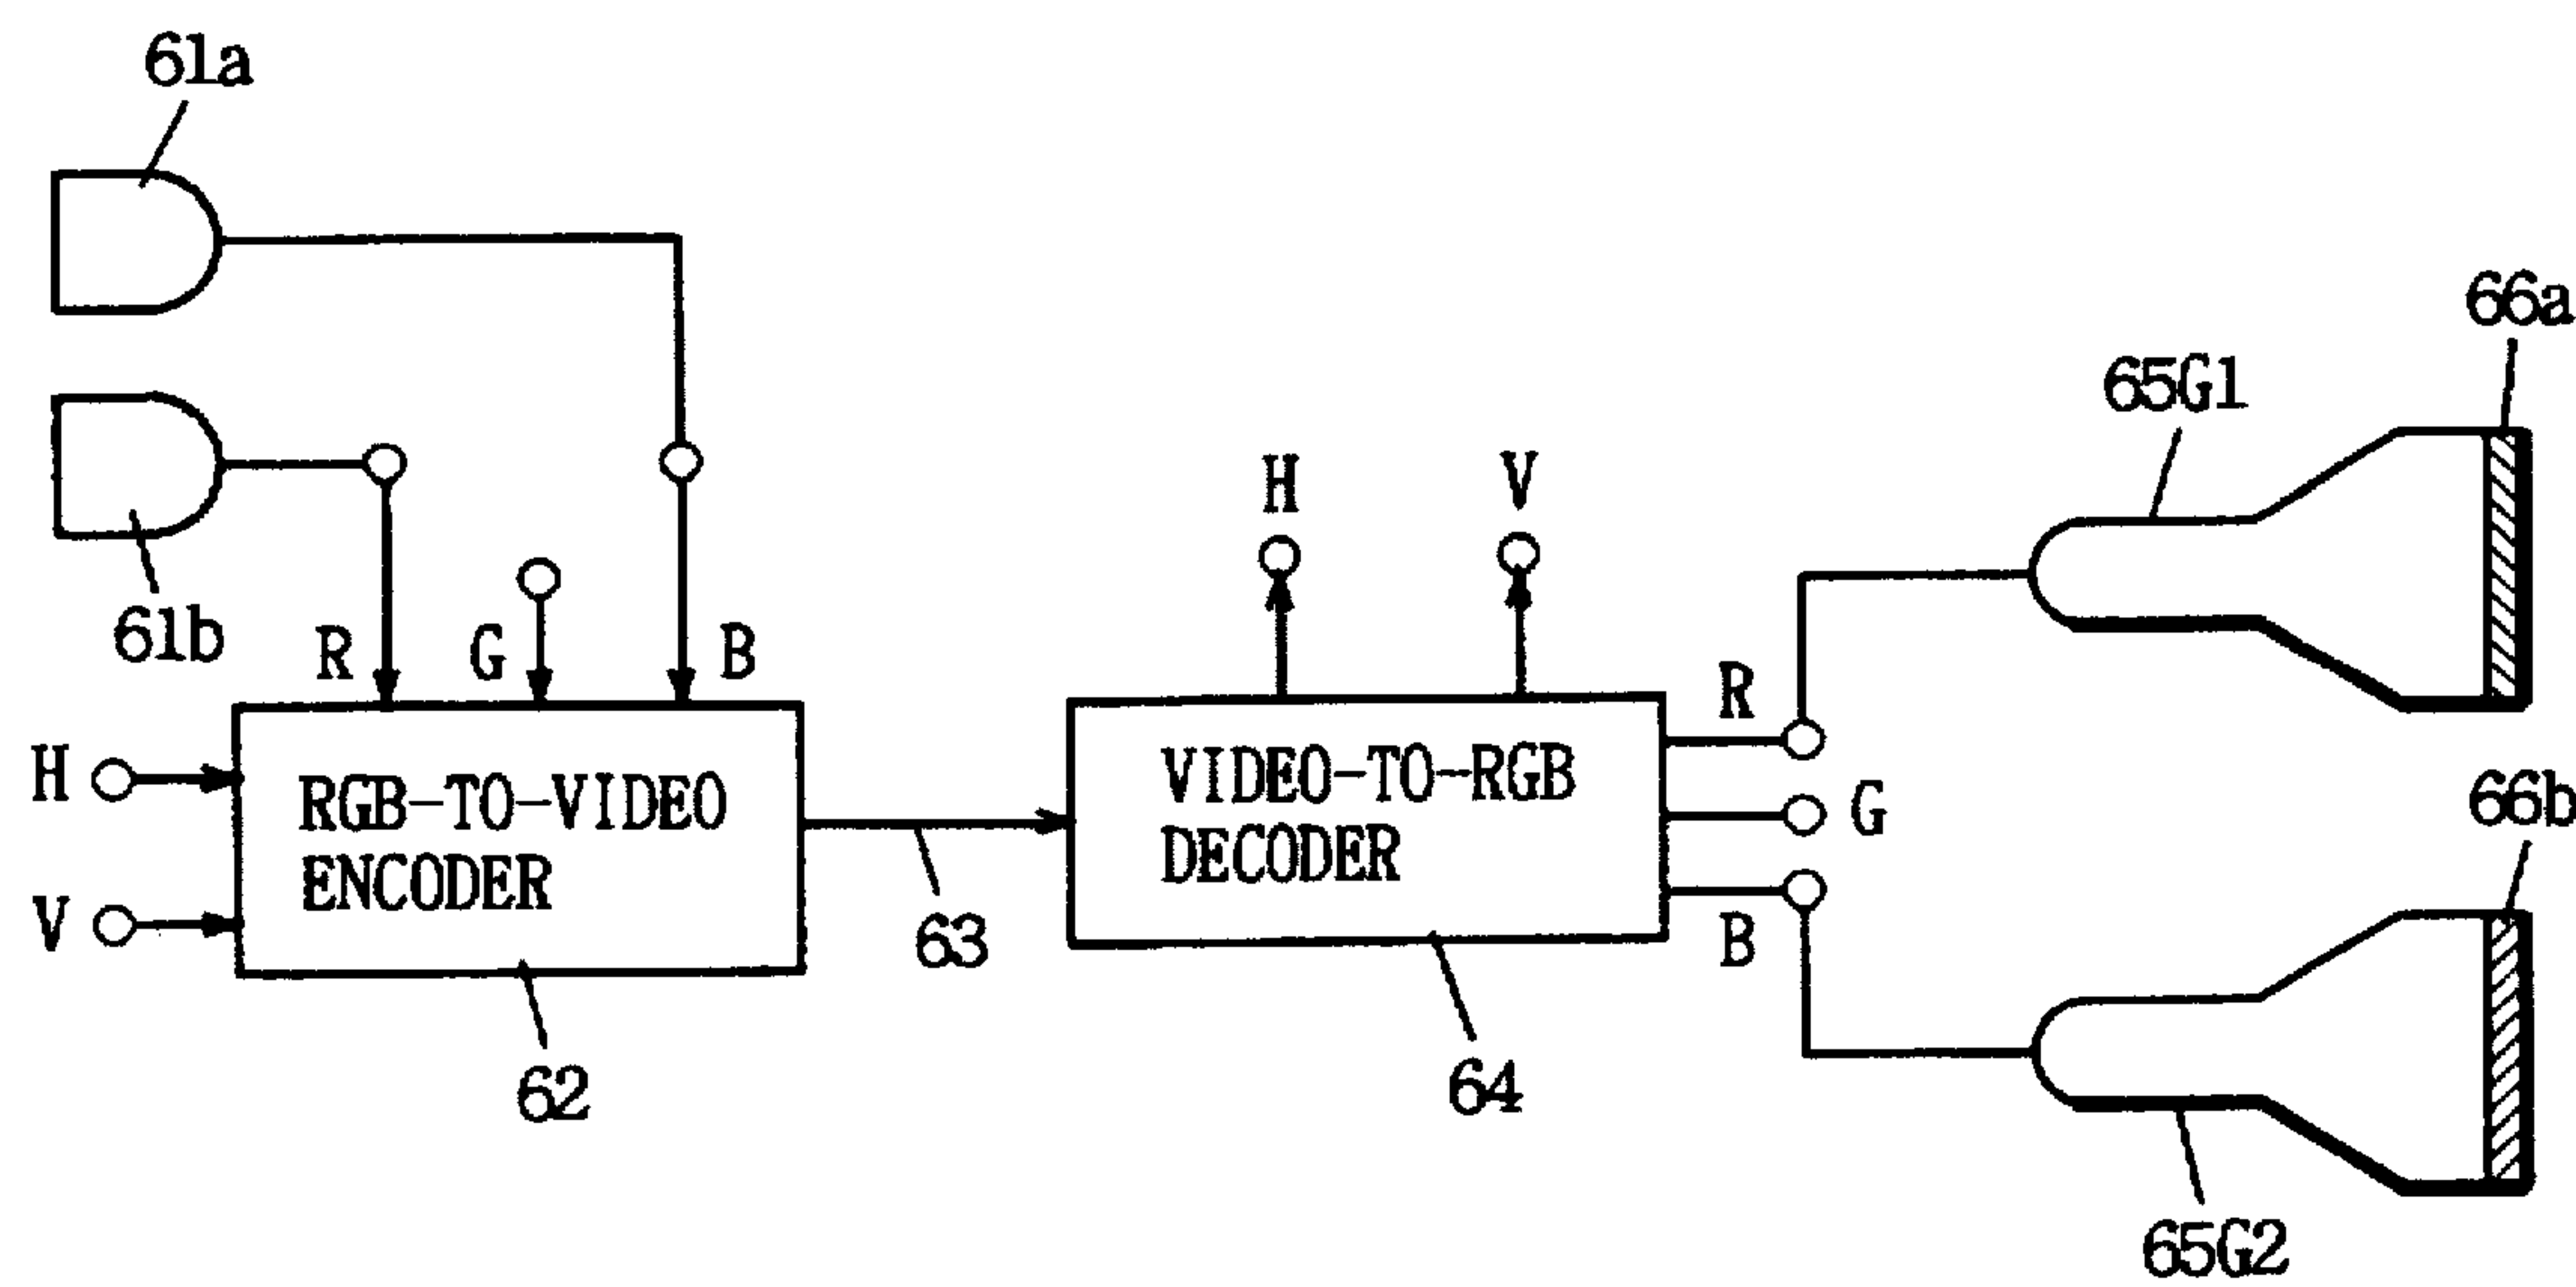 61a
66a
65G1
H
V
61b
R
G
B
R
H
RGB-TO-VIDEO
ENCODER
VIDEO-TO-RGB
DECODER
G
66b
V
63
B
62
64
65G2